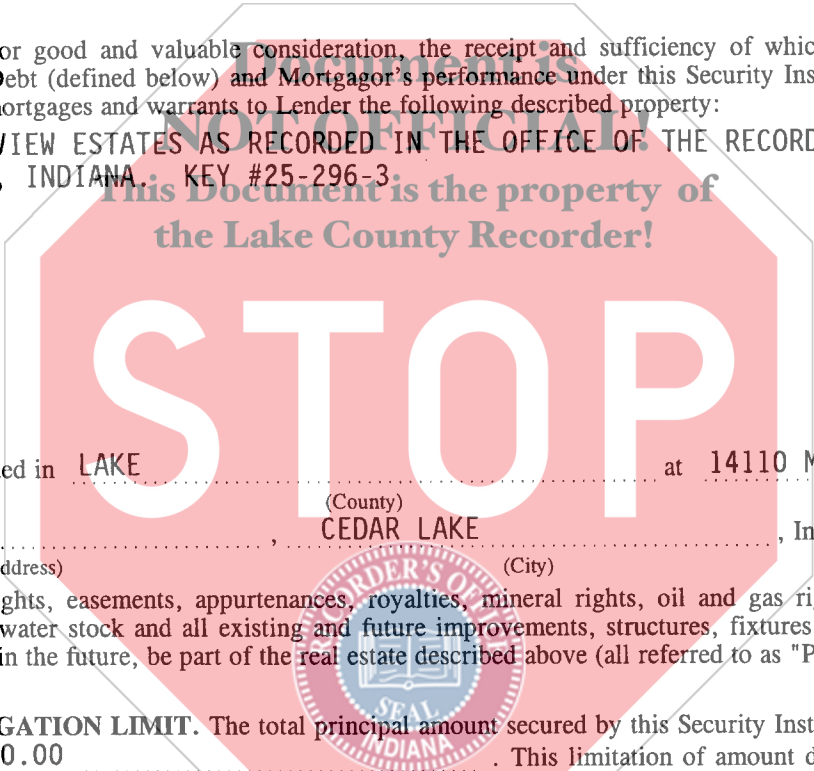 or good and valuable consideration, the receipt and sufficiency of whic
ebt (defined below) and Mortgagor's performance under this Security Ins
ortgages and warrants to Lender the following described property:
VIEW ESTATES AS RECORDED IN THE OFFICE OF THE RECORD
, INDIANA. KEY #25-296-3
Document is
NOT OFFICIAL!
This Document is the property of
the Lake County Recorder!
STOP
ed in LAKE at 14110 M
(County)
, CEDAR LAKE , In
ddress) (City)
ghts, easements, appurtenances, royalties, mineral rights, oil and gas ri
water stock and all existing and future improvements, structures, fixtures
in the future, be part of the real estate described above (all referred to as "P
RECORDER'S OFFICE
SEAL
INDIANA
GATION LIMIT. The total principal amount secured by this Security Inst
0.00 . This limitation of amount d